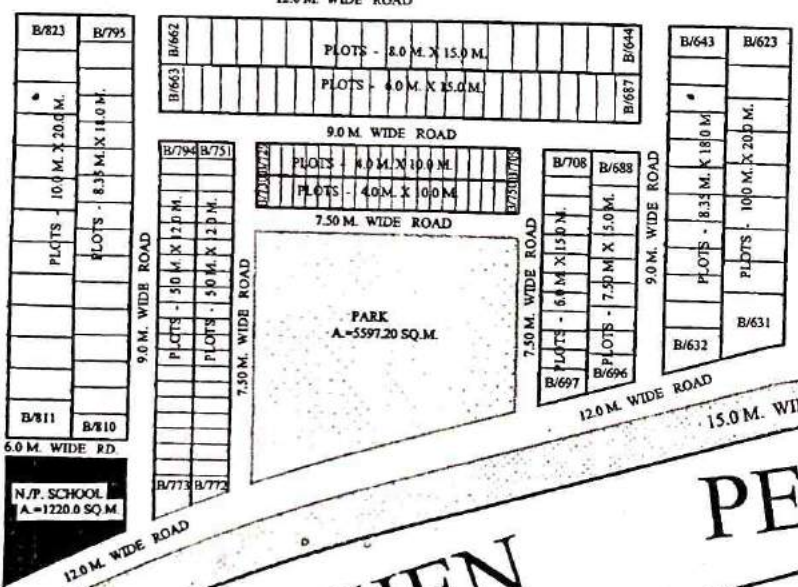 12.0 M. WIDE ROAD
B/823
B/795
B/662
B/644
B/643
B/623
PLOTS - 8.0 M. X 15.0 M.
B/663
PLOTS - 6.0 M. X 15.0 M.
B/687
9.0 M. WIDE ROAD
PLOTS - 10.0 M. X 20.0 M.
PLOTS - 8.35 M. X 18.0 M.
B/794
B/751
PLOTS - 4.0 M. X 10.0 M.
PLOTS - 4.0 M. X 10.0 M.
B/750
B/708
B/688
7.50 M. WIDE ROAD
9.0 M. WIDE ROAD
PLOTS - 5.0 M. X 12.0 M.
PLOTS - 5.0 M. X 12.0 M.
7.50 M. WIDE ROAD
PARK
A.=5597.20 SQ.M.
7.50 M. WIDE ROAD
PLOTS - 6.0 M. X 15.0 M.
PLOTS - 7.50 M. X 15.0 M.
9.0 M. WIDE ROAD
PLOTS - 8.35 M. X 18.0 M.
PLOTS - 10.0 M. X 20.0 M.
B/631
B/632
B/697
B/696
B/811
B/810
6.0 M. WIDE RD.
12.0 M. WIDE ROAD
15.0 M. WI
N./P. SCHOOL
A.=1220.0 SQ.M.
B/773
B/772
12.0 M. WIDE ROAD
PE
HEN